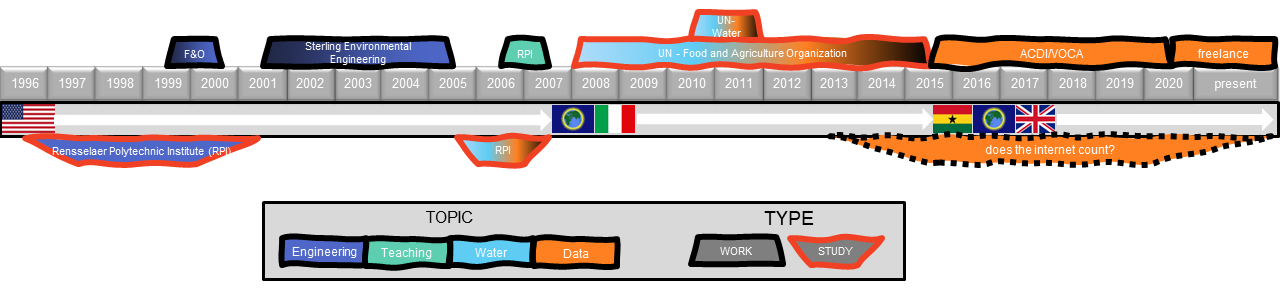 UN-
Water
F&O
Sterling Environmental
Engineering
RPI
UN - Food and Agriculture Organization
ACDI/VOCA
freelance
1996 1997 1998 1999 2000 2001 2002 2003 2004 2005 2006 2007 2008 2009 2010 2011 2012 2013 2014 2015 2016 2017 2018 2019 2020 present
Rensselaer Polytechnic Institute (RPI)
RPI
does the internet count?
TOPIC
TYPE
Engineering
Teaching
Water
Data
WORK
STUDY